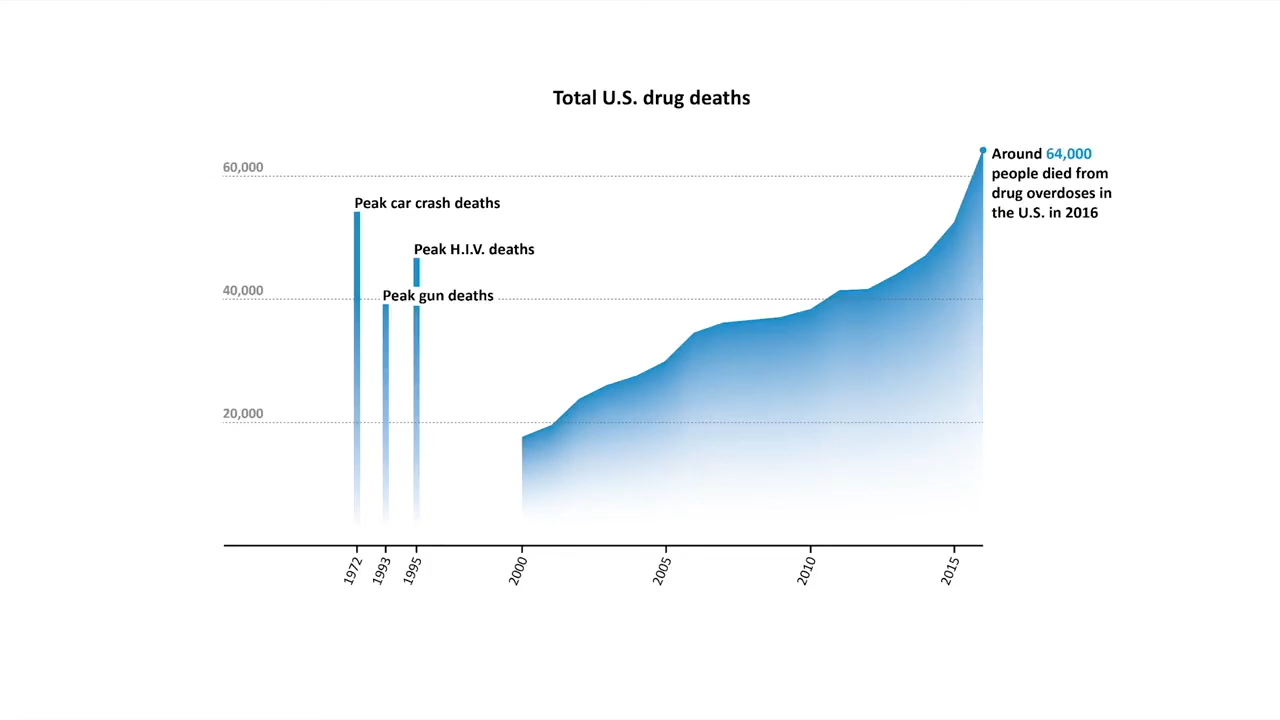 Total U.S. drug deaths
60,000
40,000
20,000
Peak car crash deaths
Peak H.I.V. deaths
Peak gun deaths
Around 64,000
people died from
drug overdoses in
the U.S. in 2016
1972
1993
1995
2000
2005
2010
2015